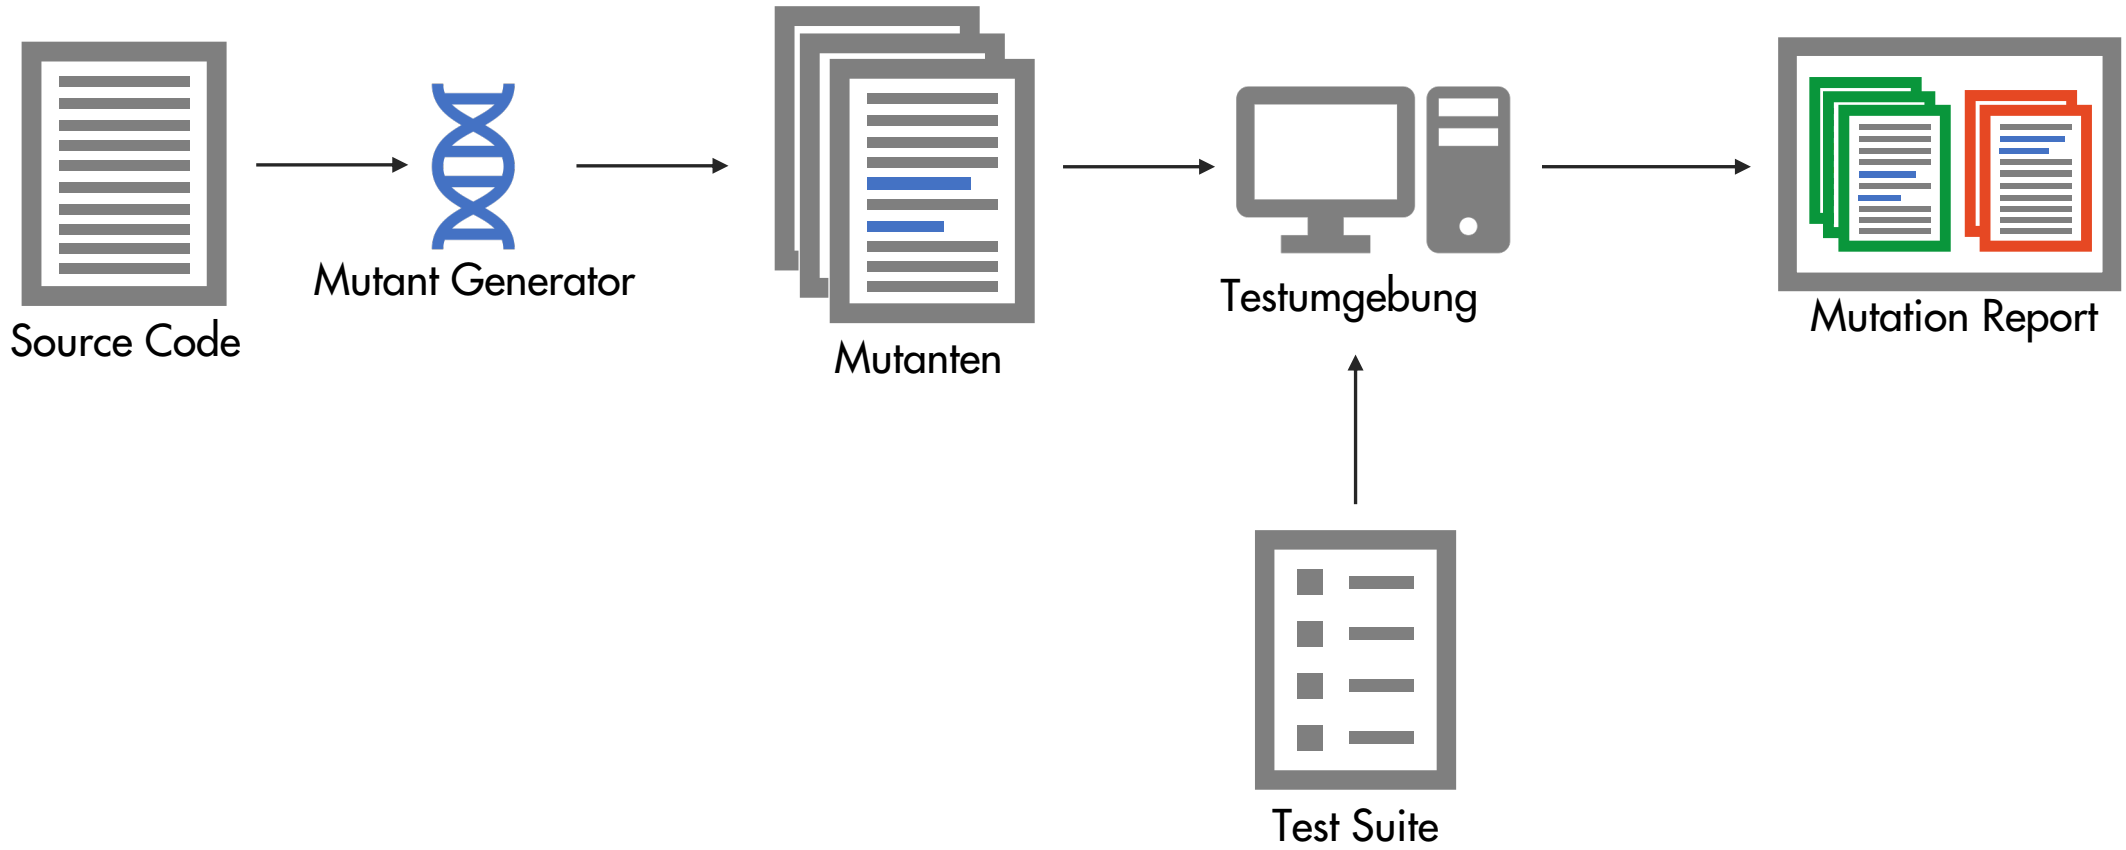 Source Code
Mutant Generator
Mutanten
Testumgebung
Mutation Report
Test Suite